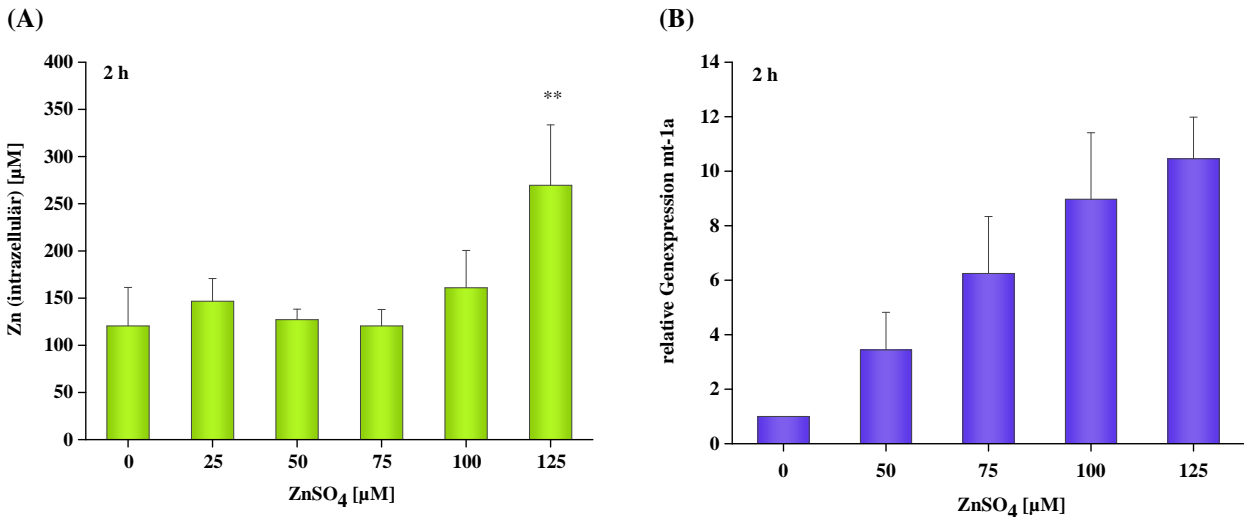 (A)
(B)
2 h
Zn (intrazellulär) [µM]
400
350
300
250
200
150
100
50
0
**
0 25 50 75 100 125
ZnSO4 [µM]
2 h
relative Genexpression mt-1a
14
12
10
8
6
4
2
0
0 50 75 100 125
ZnSO4 [µM]